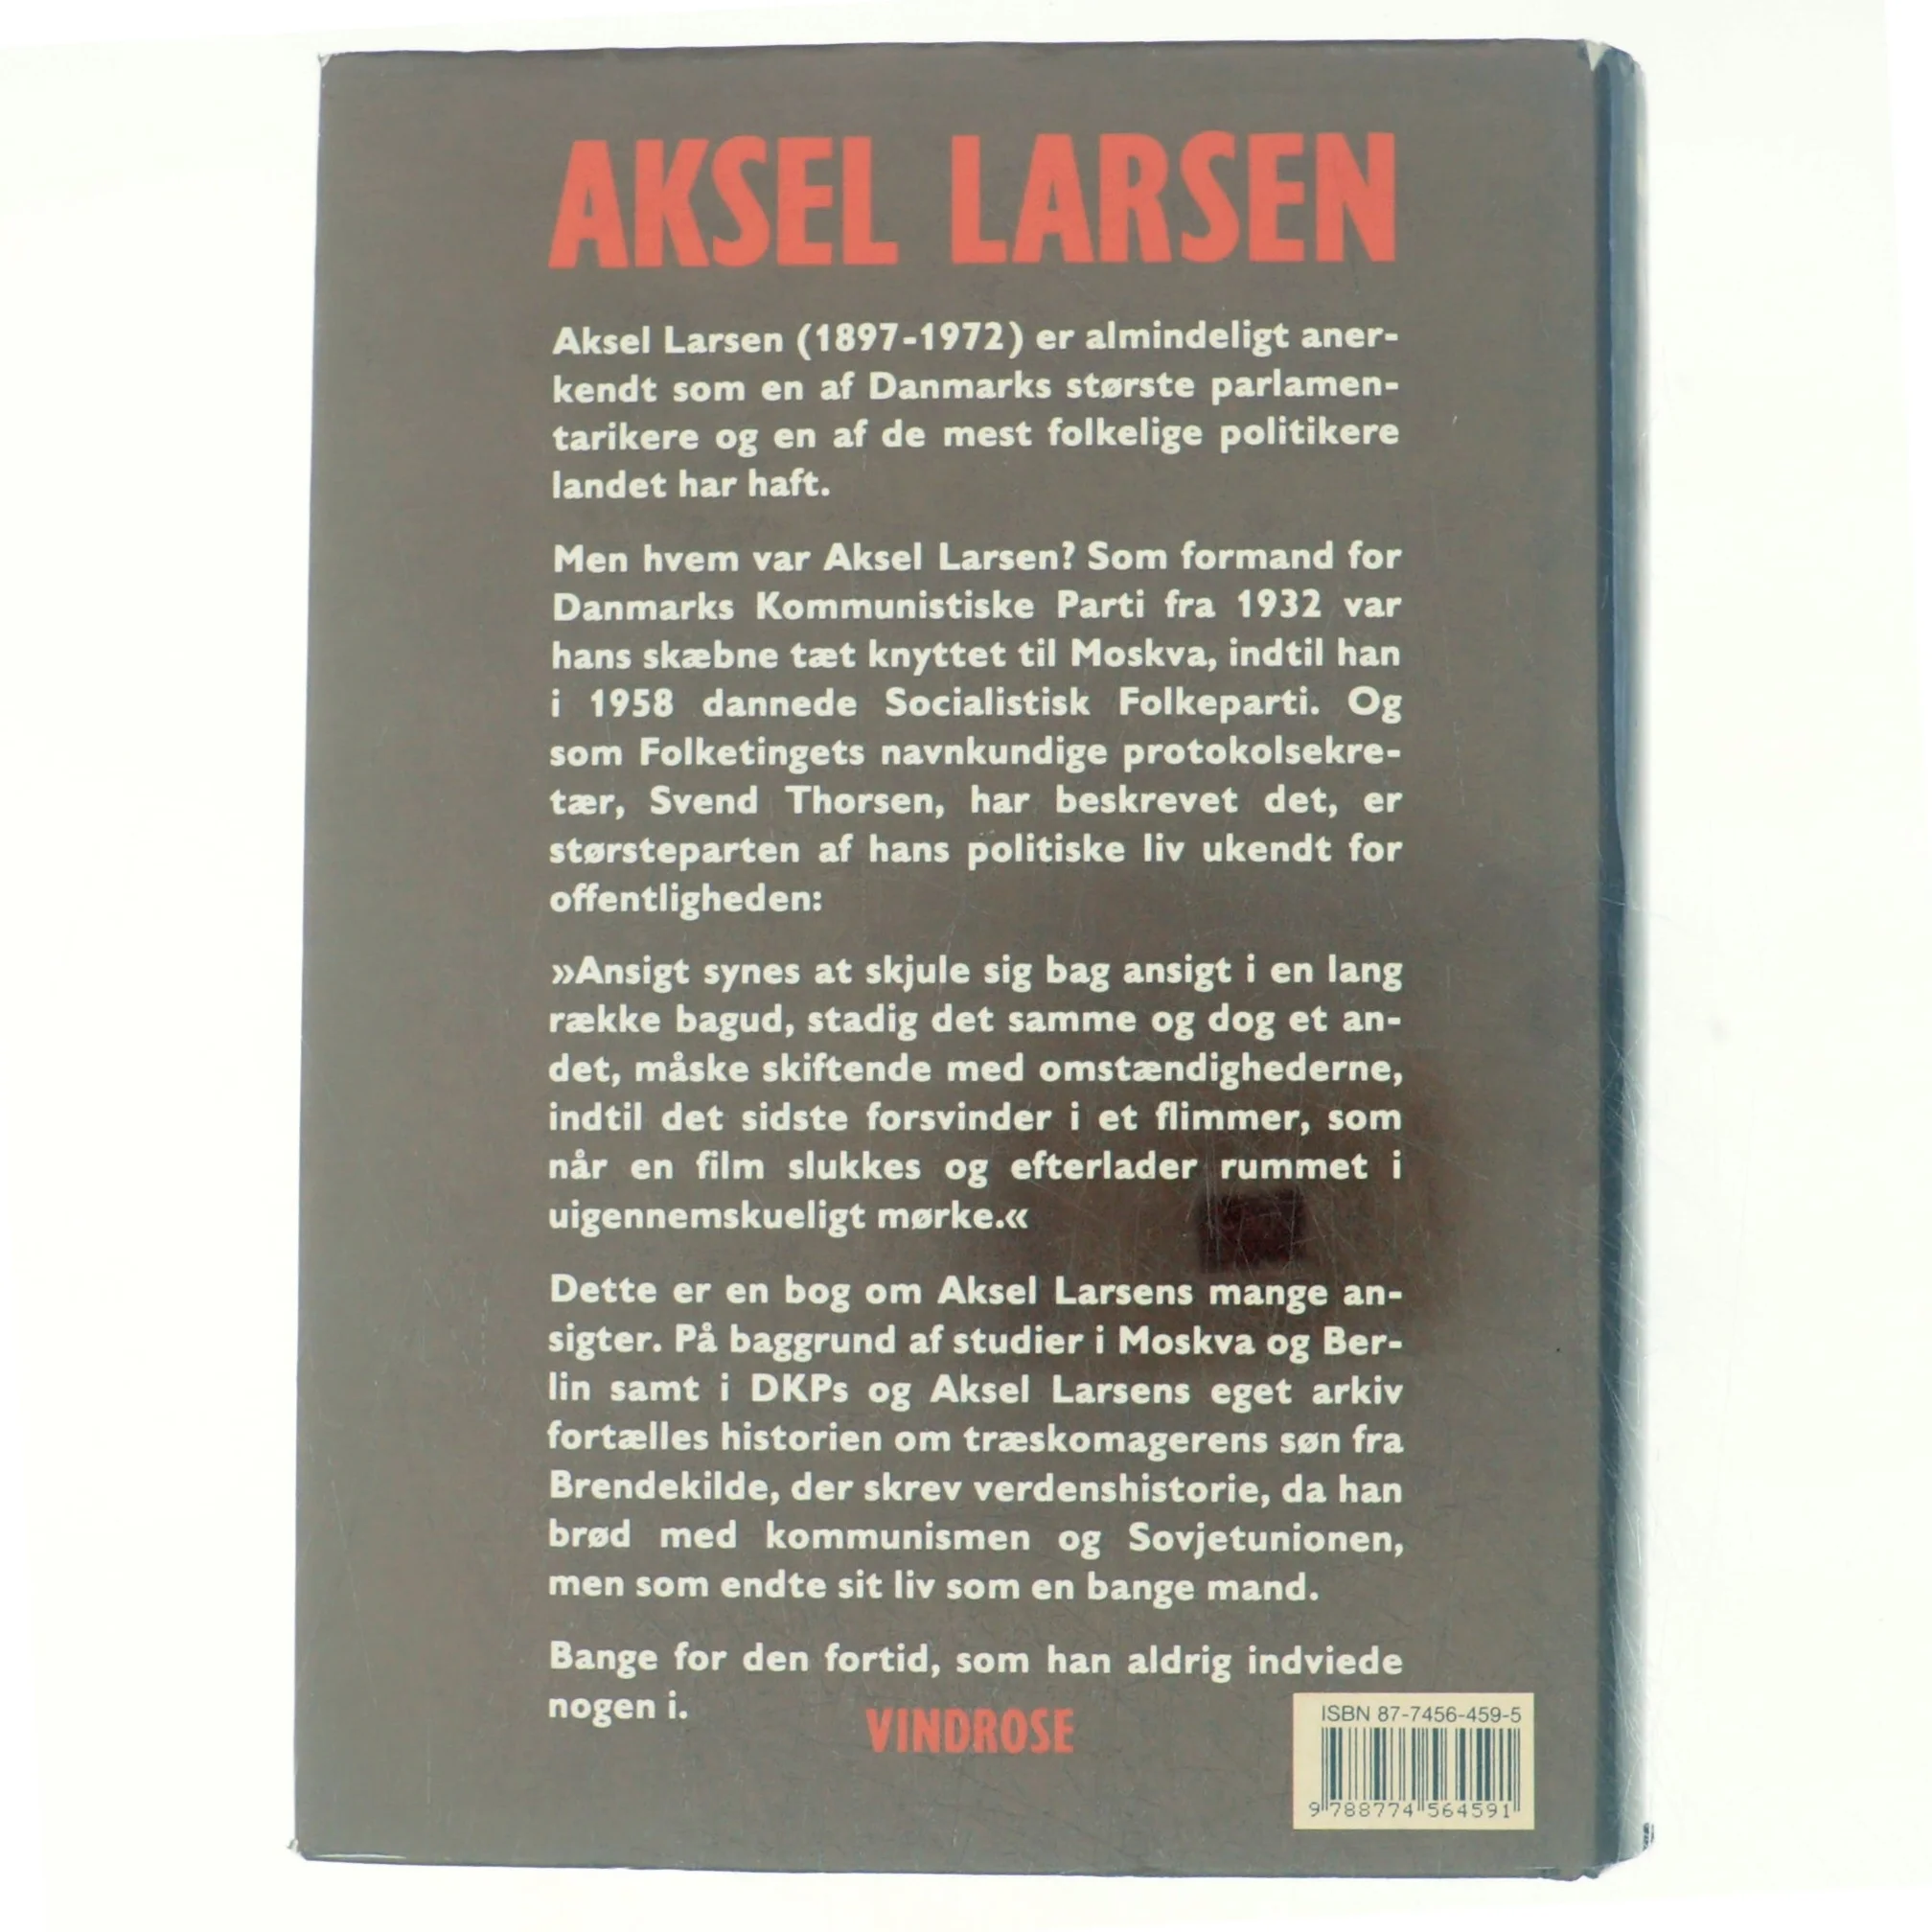 AKSEL LARSEN
Aksel Larsen (1897-1972) er almindeligt aner-
kendt som en af Danmarks største parlamen-
tarikere og en af de mest folkelige politikere
landet har haft.
Men hvem var Aksel Larsen? Som formand for
Danmarks Kommunistiske Parti fra 1932 var
hans skæbne tæt knyttet til Moskva, indtil han
i 1958 dannede Socialistisk Folkeparti. Og
som Folketingets navnkundige protokolsekre-
tær, Svend Thorsen, har beskrevet det, er
størsteparten af hans politiske liv ukendt for
offentligheden:
»Ansigt synes at skjule sig bag ansigt i en lang
række bagud, stadig det samme og dog et an-
det, måske skiftende med omstændighederne,
indtil det sidste forsvinder i et flimmer, som
når en film slukkes og efterlader rummet i
uigennemskueligt mørke.«
Dette er en bog om Aksel Larsens mange an-
sigter. På baggrund af studier i Moskva og Ber-
lin samt i DKPs og Aksel Larsens eget arkiv
fortælles historien om træskomagerens søn fra
Brendekilde, der skrev verdenshistorie, da han
brød med kommunismen og Sovjetunionen,
men som endte sit liv som en bange mand.
Bange for den fortid, som han aldrig indviede
nogen i.
VINDROSE
ISBN 87-7456-459-5
9 788774 564591